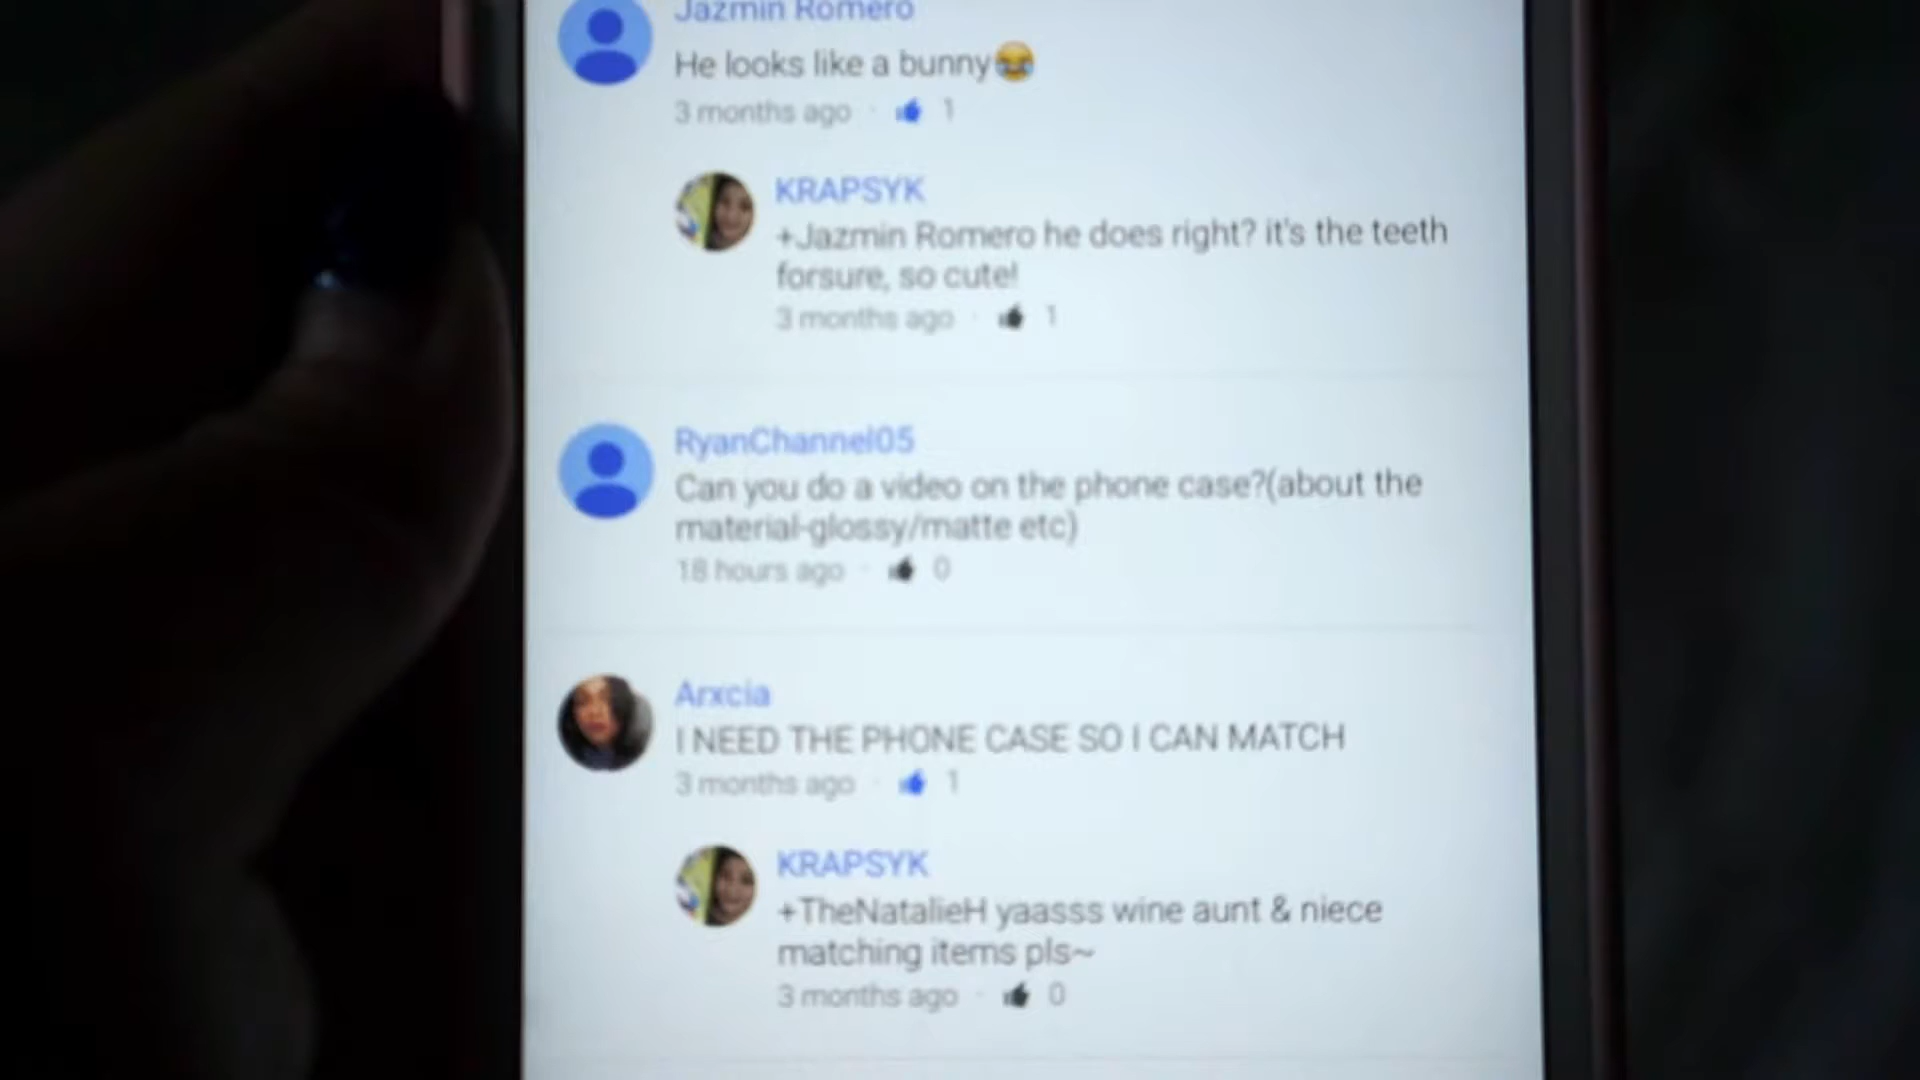 Jazmin Romero
He looks like a bunny😂
3 months ago · 1
KRAPSYK
+Jazmin Romero he does right? it's the teeth
forsure, so cute!
3 months ago · 1
RyanChannel05
Can you do a video on the phone case?(about the
material-glossy/matte etc)
18 hours ago · 0
Arxcia
I NEED THE PHONE CASE SO I CAN MATCH
3 months ago · 1
KRAPSYK
+TheNatalieH yaasss wine aunt & niece
matching items pls~
3 months ago · 0